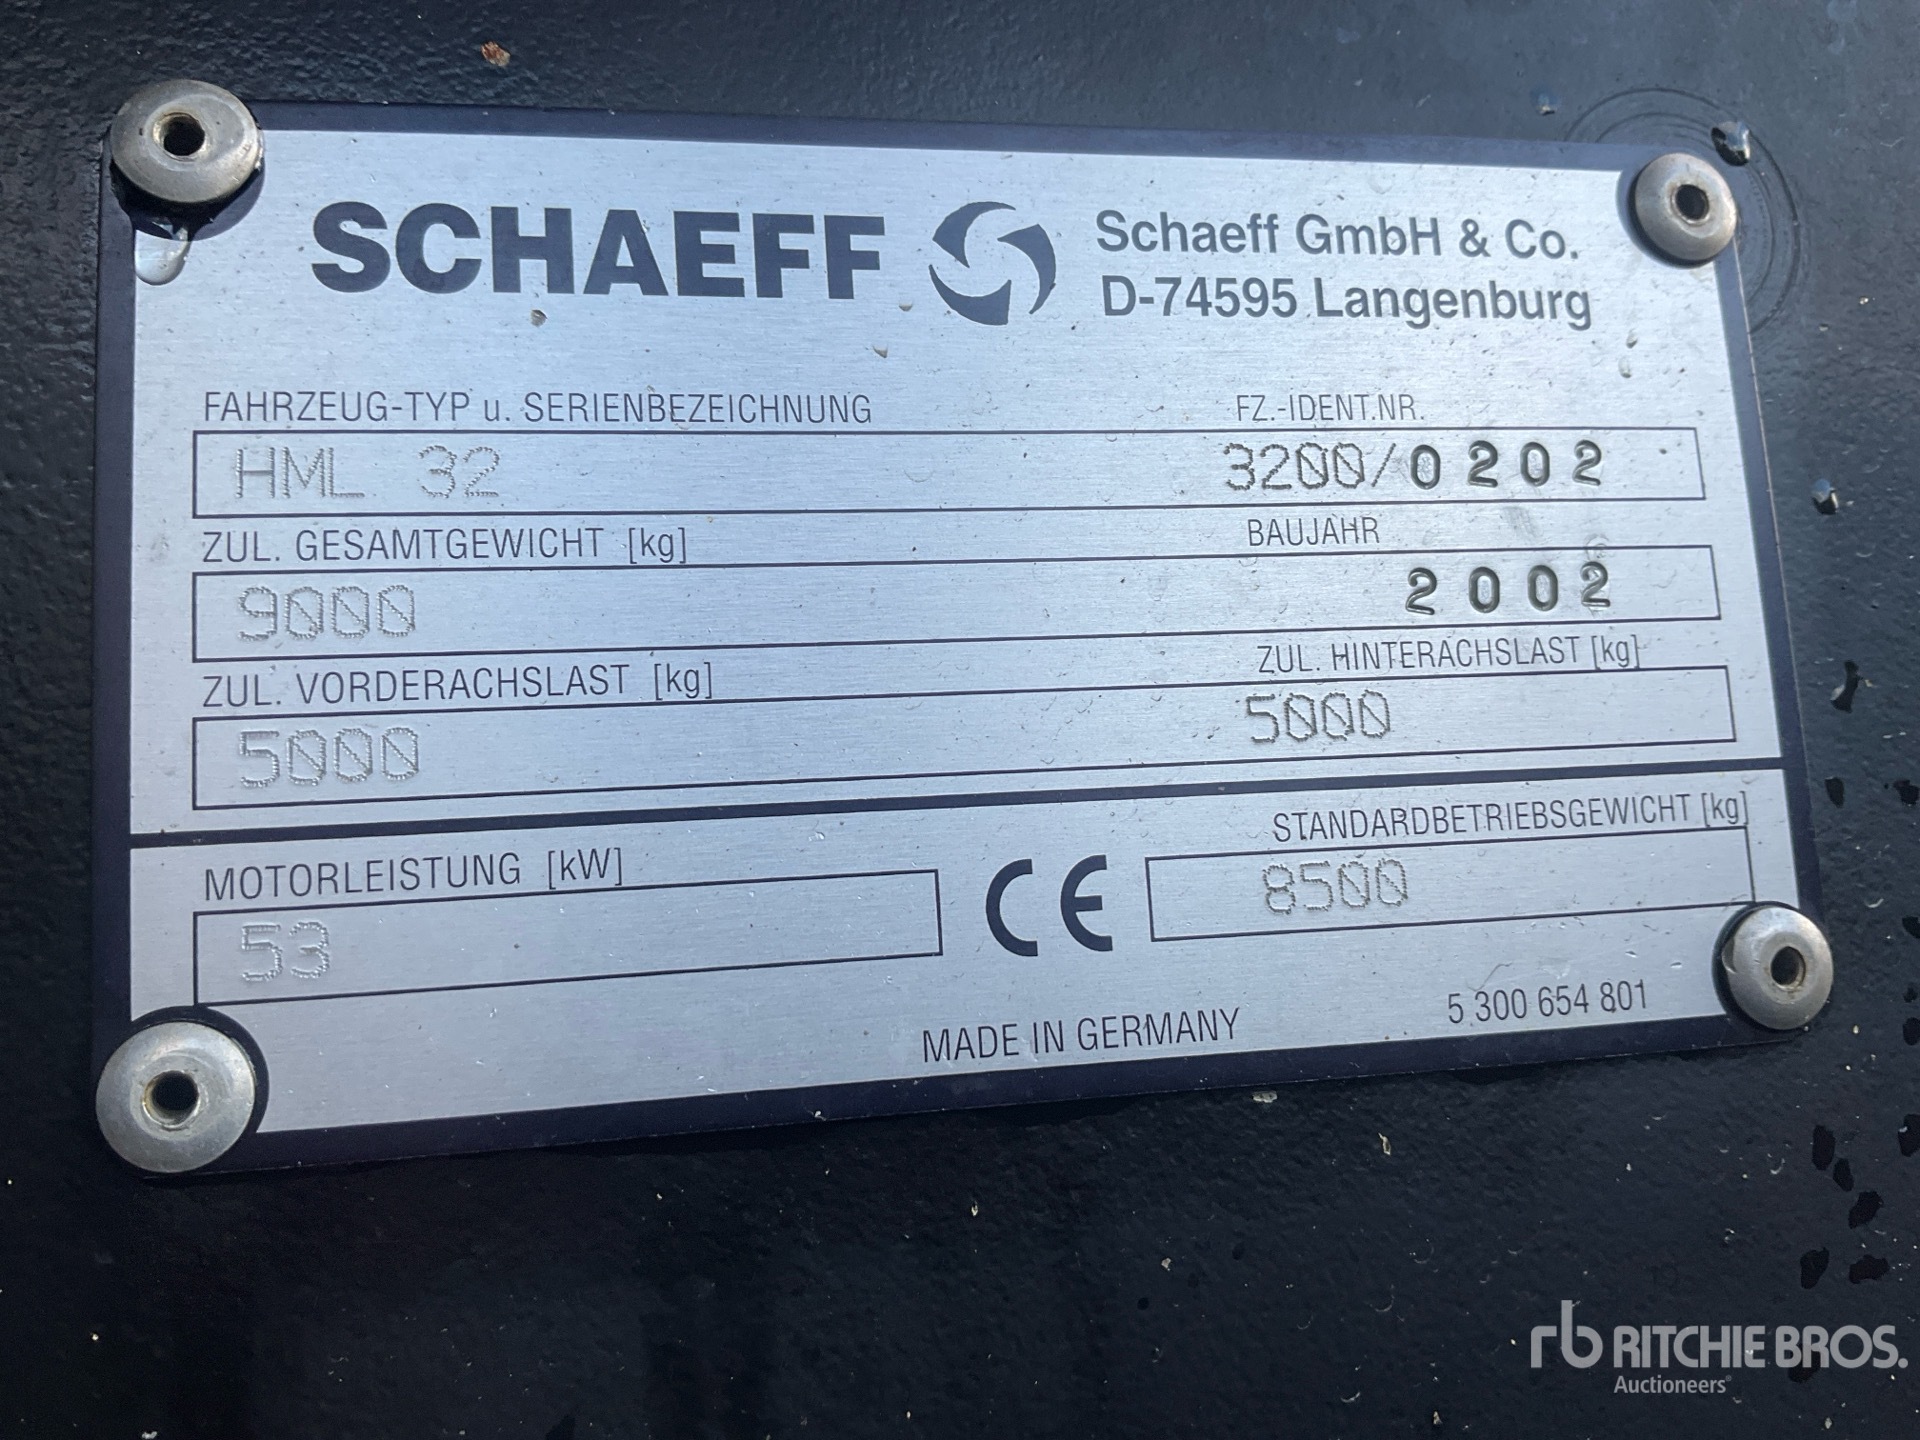 SCHAEFF
Schaeff GmbH & Co.
D-74595 Langenburg
FAHRZEUG-TYP u. SERIENBEZEICHNUNG
FZ.-IDENT.NR.
HML 32
3200/0202
ZUL. GESAMTGEWICHT [kg]
BAUJAHR
9000
2002
ZUL. VORDERACHSLAST [kg]
ZUL. HINTERACHSLAST [kg]
5000
5000
MOTORLEISTUNG [kW]
STANDARDBETRIEBSGEWICHT [kg]
53
CE
8500
MADE IN GERMANY
5 300 654 801
rb RITCHIE BROS.
Auctioneers